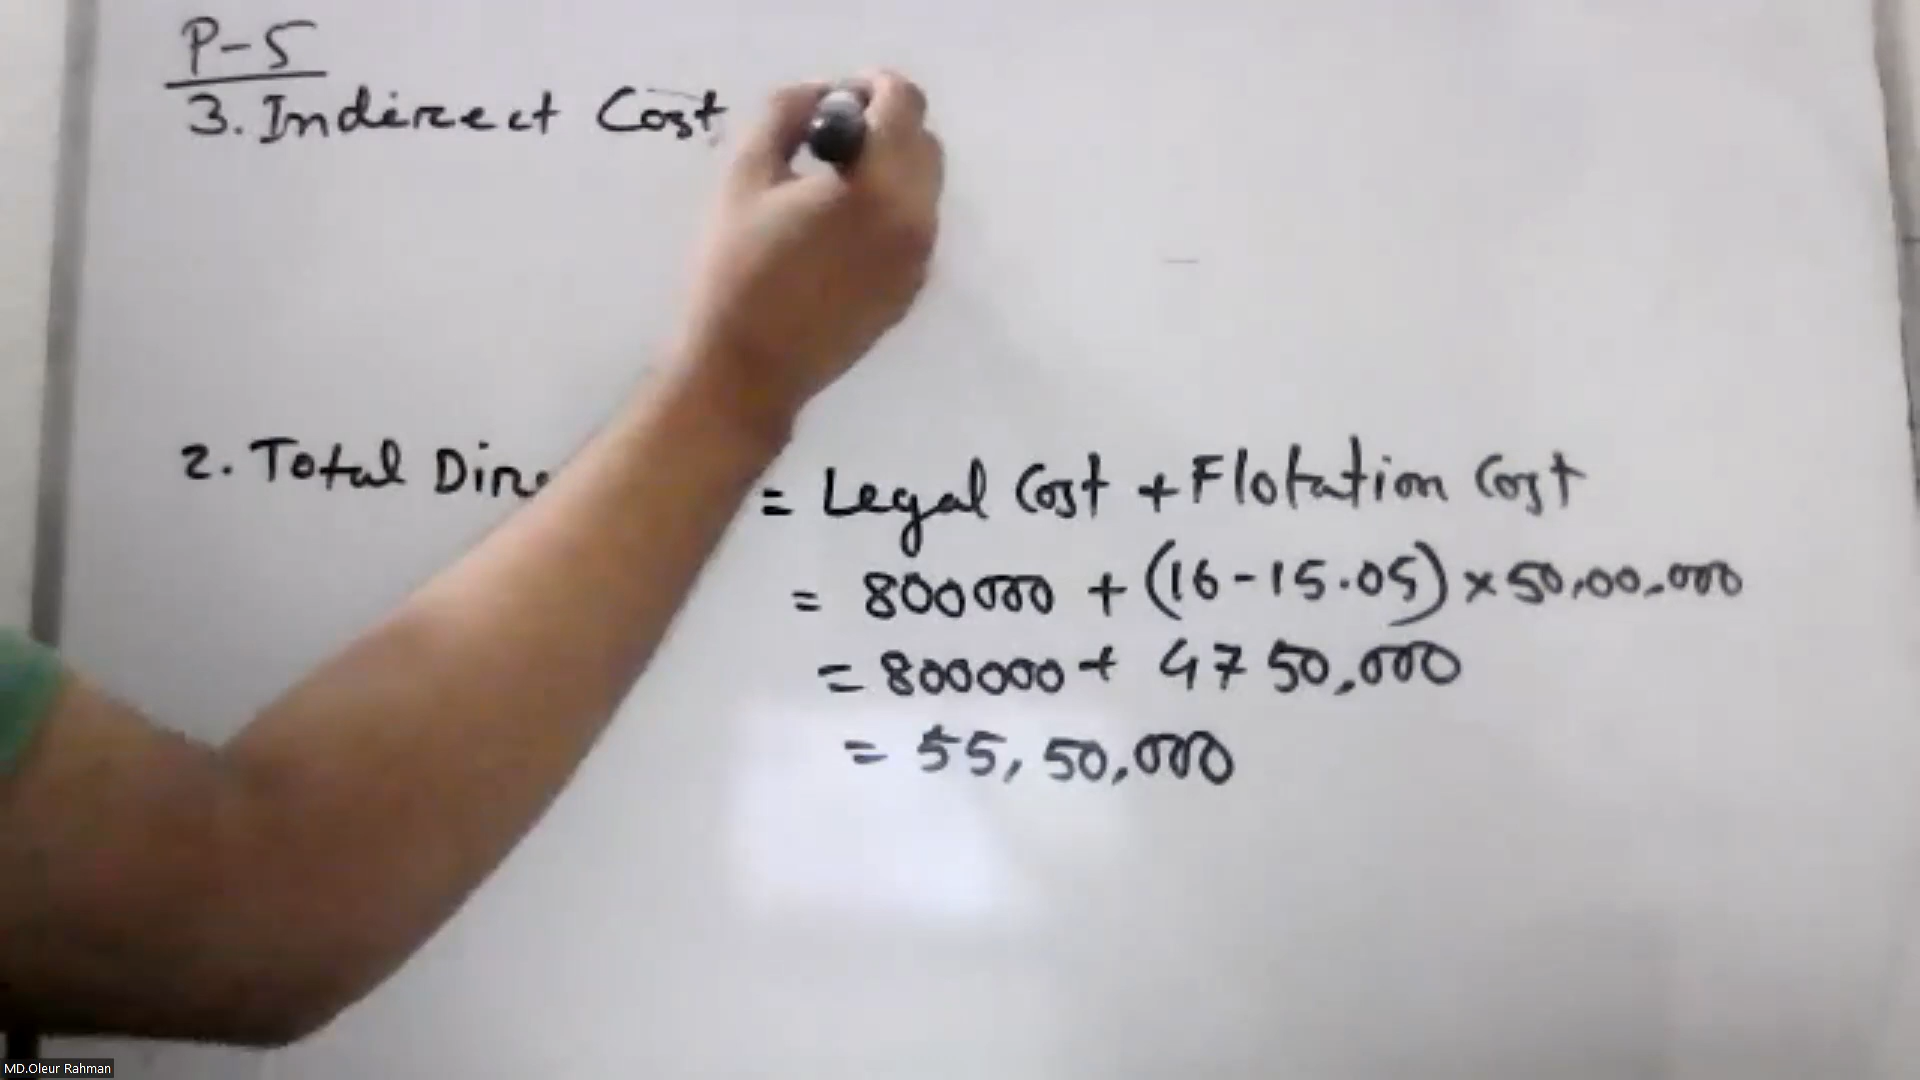 P-5
3. Indirect Cost
2. Total Dire
= Legal Cost + Flotation Cost
= 800000 + (16-15.05) × 50,00,000
= 800000 + 4750,000
= 55,50,000
MD.Oleur Rahman